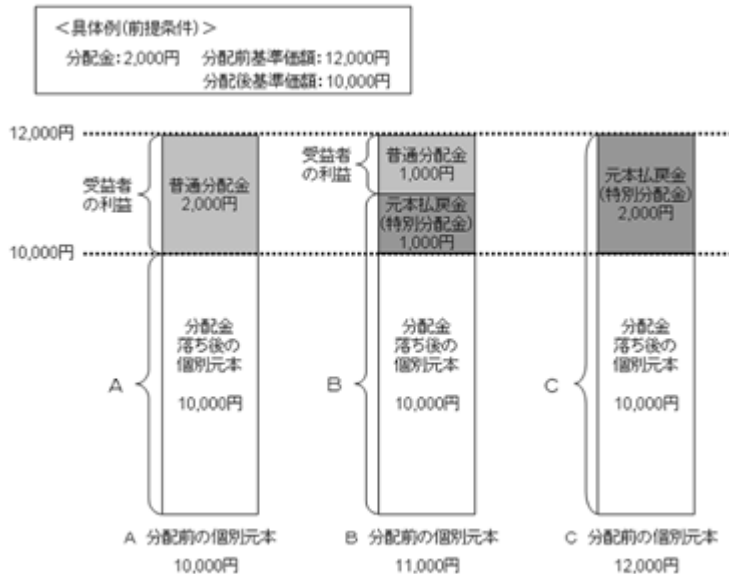 ＜具体例(前提条件)＞
分配金：2,000円　分配前基準価額：12,000円
分配後基準価額：10,000円
12,000円
10,000円
受益者
の利益
普通分配金
2,000円
A
分配金
落ち後の
個別元本
10,000円
A 分配前の個別元本
10,000円
受益者
の利益
普通分配金
1,000円
元本払戻金
(特別分配金)
1,000円
B
分配金
落ち後の
個別元本
10,000円
B 分配前の個別元本
11,000円
元本払戻金
(特別分配金)
2,000円
C
分配金
落ち後の
個別元本
10,000円
C 分配前の個別元本
12,000円